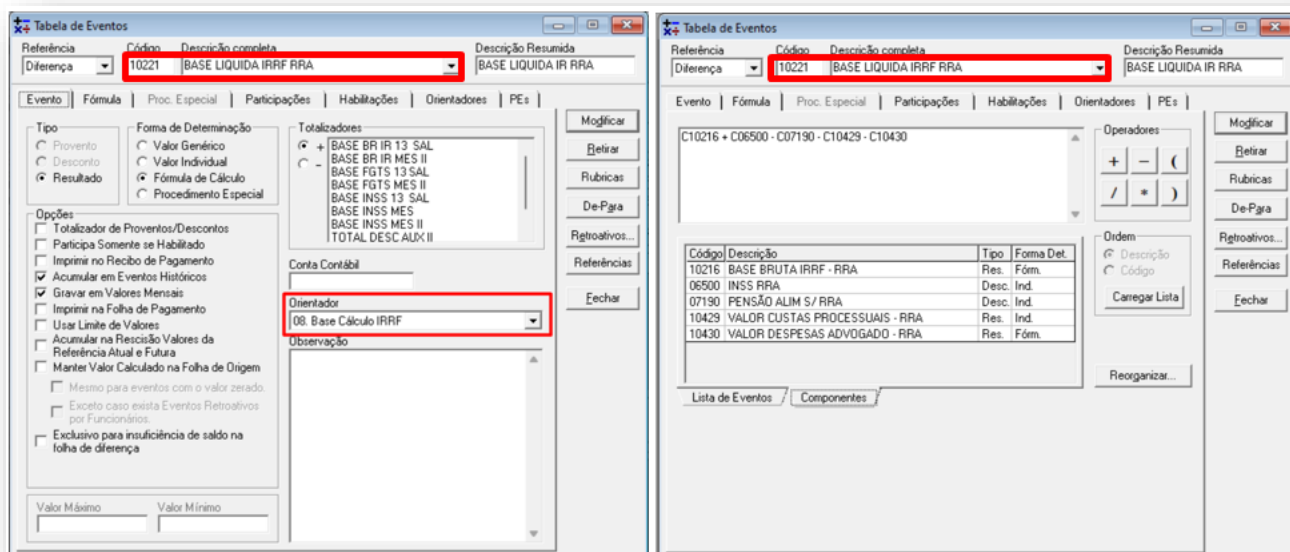 Tabela de Eventos
Referência Código Descrição completa Descrição Resumida
Diferença 10221 BASE LIQUIDA IRRF RRA BASE LIQUIDA IR RRA
Evento Fórmula Proc. Especial Participações Habilitações Orientadores PEs
Tipo
Provento
Desconto
Resultado
Forma de Determinação
Valor Genérico
Valor Individual
Fórmula de Cálculo
Procedimento Especial
Totalizadores
+
-
BASE BR IR 13 SAL
BASE BR IR MES II
BASE FGTS 13 SAL
BASE FGTS MES II
BASE INSS 13 SAL
BASE INSS MES
BASE INSS MES II
TOTAL DESC AUX II
Opções
Totalizador de Proventos/Descontos
Participa Somente se Habilitado
Imprimir no Recibo de Pagamento
Acumular em Eventos Históricos
Gravar em Valores Mensais
Imprimir na Folha de Pagamento
Usar Limite de Valores
Acumular na Rescisão Valores da
Referência Atual e Futura
Manter Valor Calculado na Folha de Origem
Mesmo para eventos com o valor zerado.
Exceto caso exista Eventos Retroativos
por Funcionários.
Exclusivo para insuficiência de saldo na
folha de diferença
Valor Máximo Valor Mínimo
Conta Contábil
Orientador
08. Base Cálculo IRRF
Observação
Modificar
Retirar
Rubricas
De-Para
Retroativos...
Referências
Fechar
Tabela de Eventos
Referência Código Descrição completa Descrição Resumida
Diferença 10221 BASE LIQUIDA IRRF RRA BASE LIQUIDA IR RRA
Evento Fórmula Proc. Especial Participações Habilitações Orientadores PEs
C10216 + C06500 - C07190 - C10429 - C10430
Operadores
+ - (
/ * )
Ordem
Descrição
Código
Carregar Lista
Reorganizar...
Código Descrição Tipo Forma Det.
10216 BASE BRUTA IRRF - RRA Res. Fórm.
06500 INSS RRA Desc. Ind.
07190 PENSÃO ALIM S/ RRA Desc. Ind.
10429 VALOR CUSTAS PROCESSUAIS - RRA Res. Ind.
10430 VALOR DESPESAS ADVOGADO - RRA Res. Fórm.
Lista de Eventos Componentes
Modificar
Retirar
Rubricas
De-Para
Retroativos...
Referências
Fechar